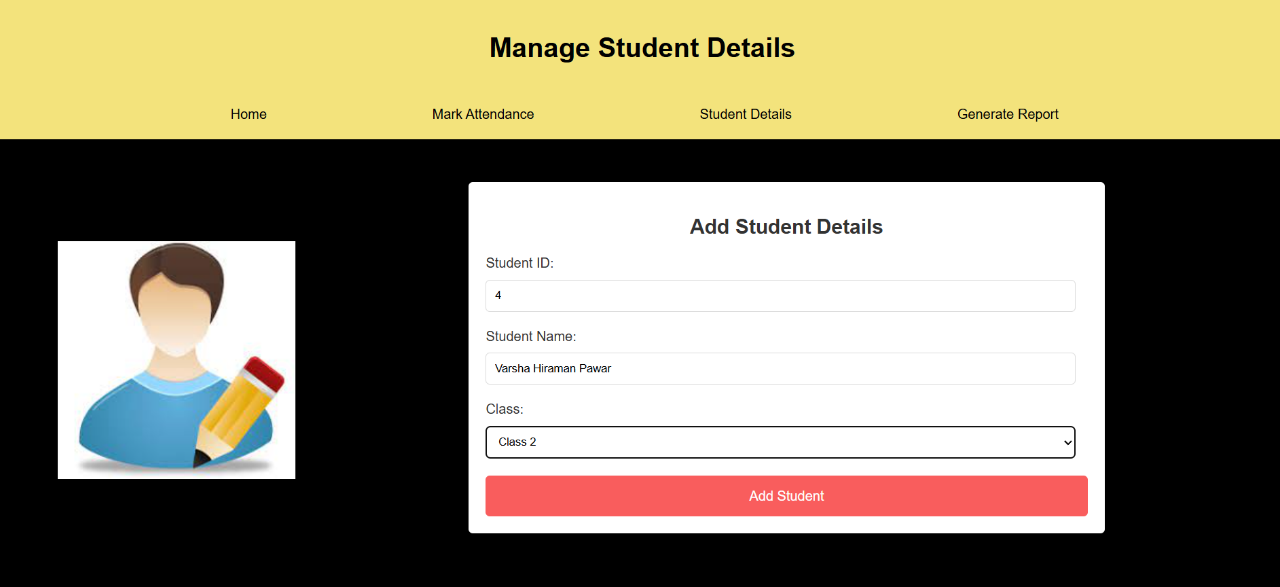 Manage Student Details
Home Mark Attendance Student Details Generate Report
Add Student Details
Student ID:
4
Student Name:
Varsha Hiraman Pawar
Class:
Class 2
Add Student